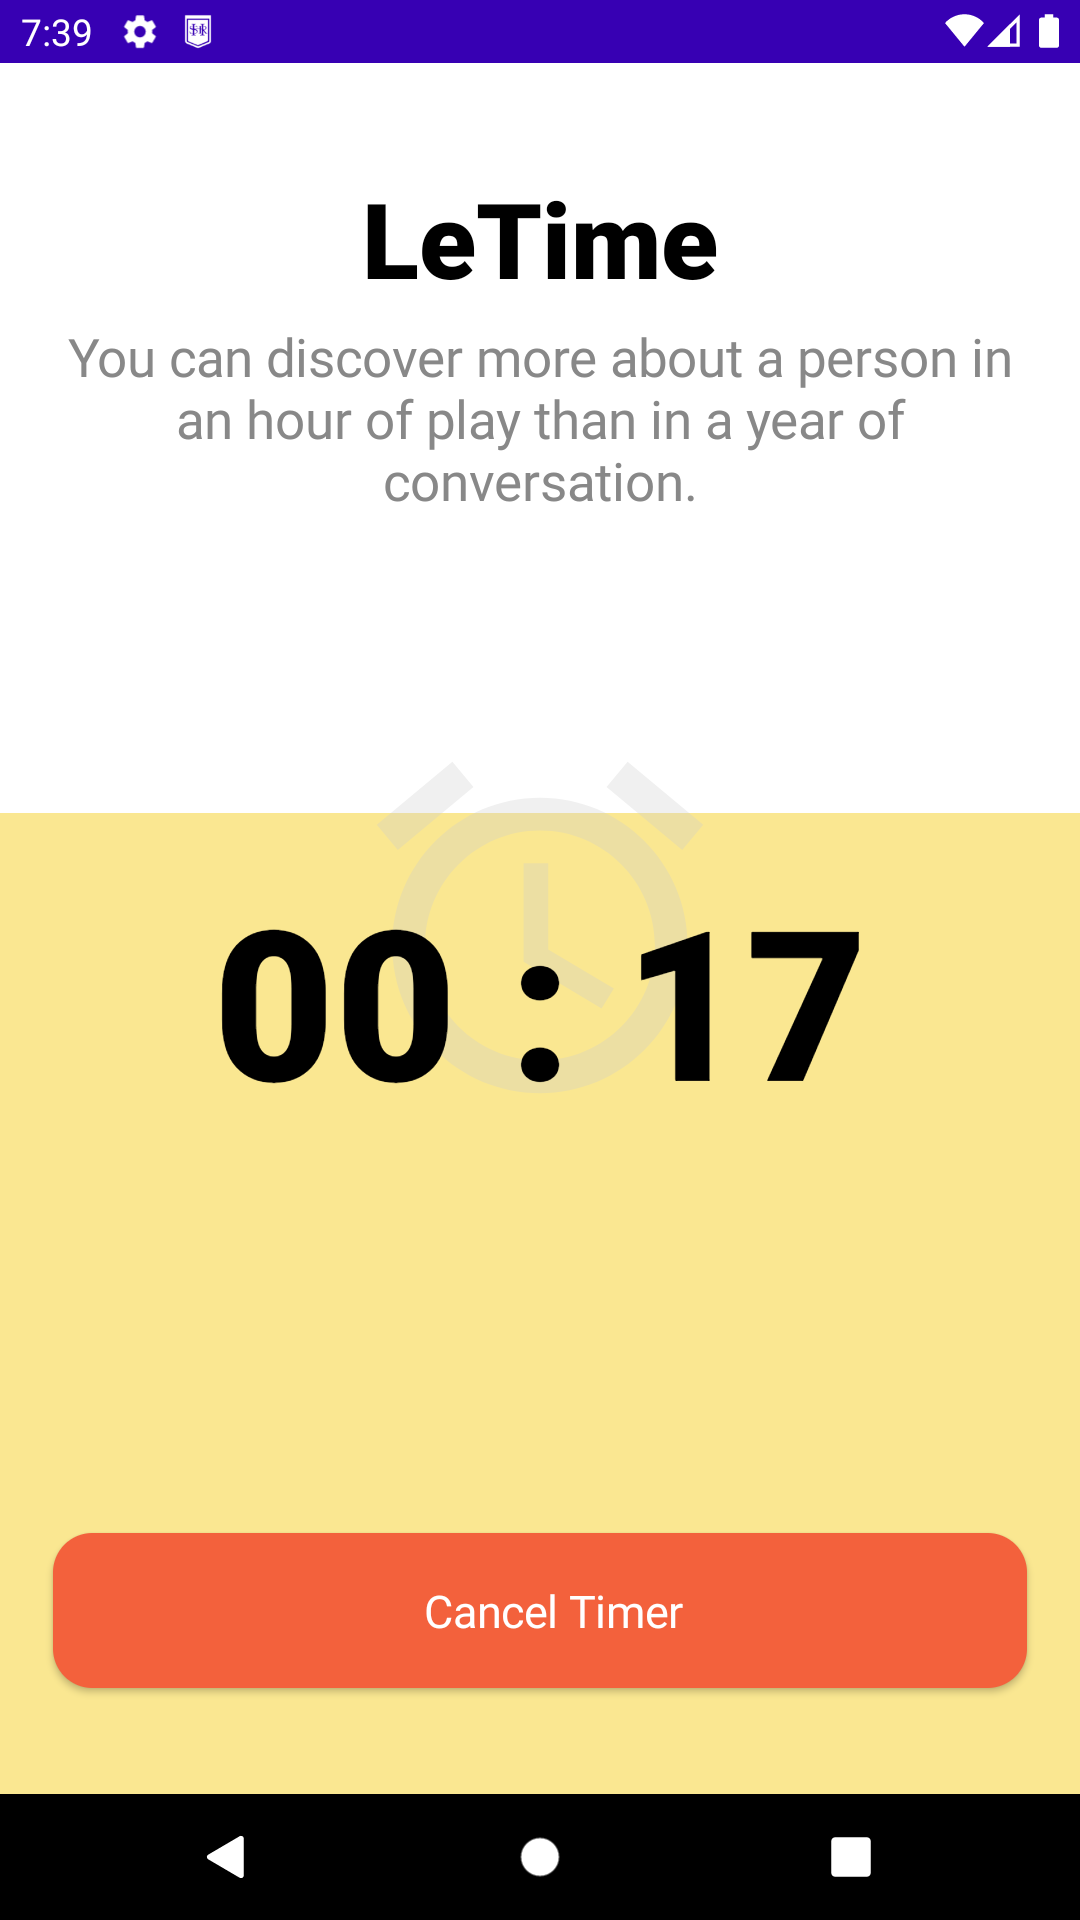 7:39
LeTime
You can discover more about a person in
an hour of play than in a year of
conversation.
00 : 17
Cancel Timer